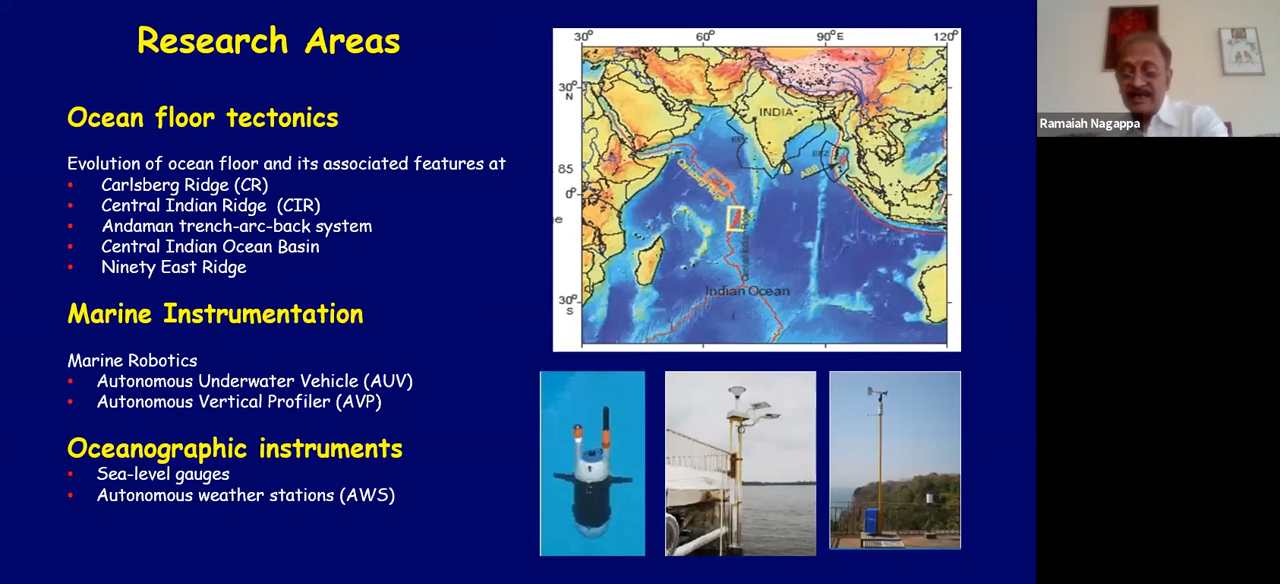 Research Areas
Ocean floor tectonics
Evolution of ocean floor and its associated features at
• Carlsberg Ridge (CR)
• Central Indian Ridge (CIR)
• Andaman trench-arc-back system
• Central Indian Ocean Basin
• Ninety East Ridge
Marine Instrumentation
Marine Robotics
• Autonomous Underwater Vehicle (AUV)
• Autonomous Vertical Profiler (AVP)
Oceanographic instruments
• Sea-level gauges
• Autonomous weather stations (AWS)
30° 60° 90°E 120°
30°
N
INDIA
85
0°
e
Carlsberg Ridge
30°
S
Indian Ocean
Ramaiah Nagappa